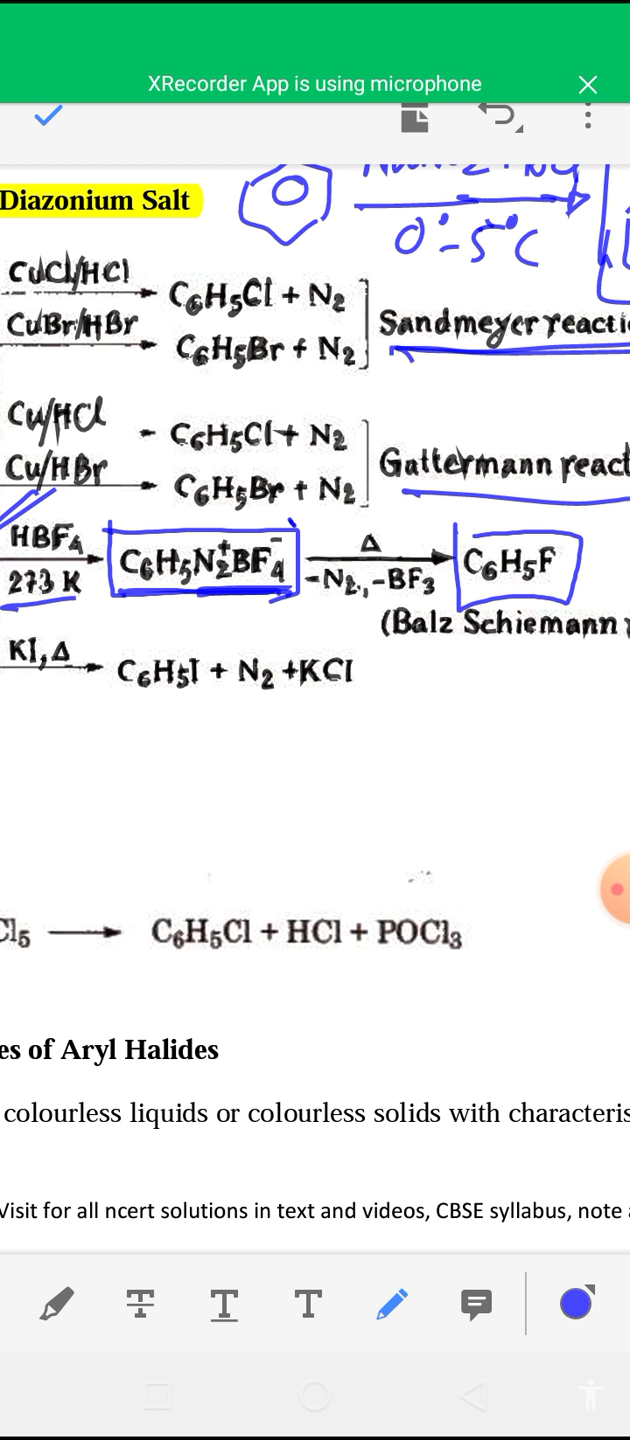 XRecorder App is using microphone
Diazonium Salt
0°-5°C
CuCl/HCl
C₆H₅Cl + N₂
CuBr/HBr
C₆H₅Br + N₂
Sandmeyer reacti
Cu/HCl
C₆H₅Cl + N₂
Cu/HBr
C₆H₅Br + N₂
Gattermann react
HBF₄
273 K
C₆H₅N₂⁺BF₄⁻
Δ
-N₂,-BF₃
C₆H₅F
(Balz Schiemann
KI, Δ
C₆H₅I + N₂ + KCl
Cl₅ ⟶ C₆H₅Cl + HCl + POCl₃
es of Aryl Halides
colourless liquids or colourless solids with characteris
Visit for all ncert solutions in text and videos, CBSE syllabus, note
T T T